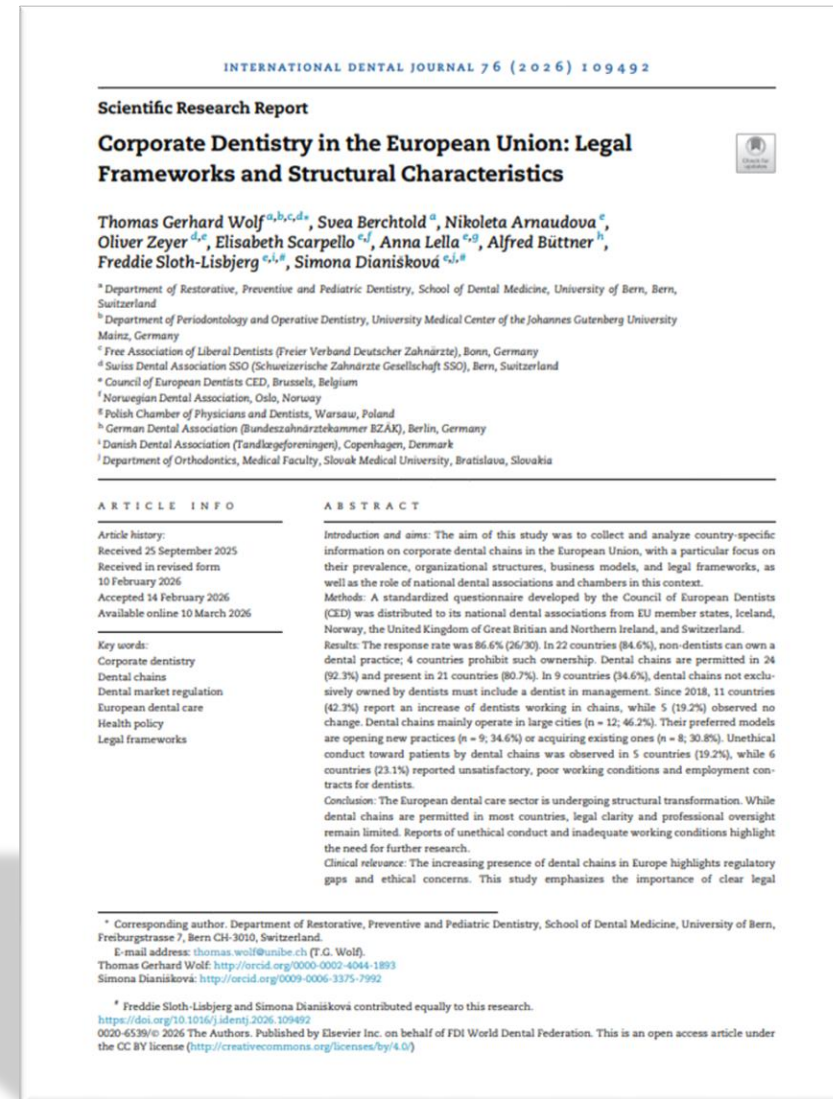 INTERNATIONAL DENTAL JOURNAL 76 (2026) 109492
Scientific Research Report
Corporate Dentistry in the European Union: Legal
Frameworks and Structural Characteristics
Check for
updates
Thomas Gerhard Wolf a,b,c,d*, Svea Berchtold a, Nikoleta Arnaudova e,
Oliver Zeyer d,e, Elisabeth Scarpello e,f, Anna Lella e,g, Alfred Büttner h,
Freddie Sloth-Lisbjerg e,i,#, Simona Dianišková e,j,#
a Department of Restorative, Preventive and Pediatric Dentistry, School of Dental Medicine, University of Bern, Bern,
Switzerland
b Department of Periodontology and Operative Dentistry, University Medical Center of the Johannes Gutenberg University
Mainz, Germany
c Free Association of Liberal Dentists (Freier Verband Deutscher Zahnärzte), Bonn, Germany
d Swiss Dental Association SSO (Schweizerische Zahnärzte Gesellschaft SSO), Bern, Switzerland
e Council of European Dentists CED, Brussels, Belgium
f Norwegian Dental Association, Oslo, Norway
g Polish Chamber of Physicians and Dentists, Warsaw, Poland
h German Dental Association (Bundeszahnärztekammer BZÄK), Berlin, Germany
i Danish Dental Association (Tandlægeforeningen), Copenhagen, Denmark
j Department of Orthodontics, Medical Faculty, Slovak Medical University, Bratislava, Slovakia
ARTICLE INFO
Article history:
Received 25 September 2025
Received in revised form
10 February 2026
Accepted 14 February 2026
Available online 10 March 2026
Key words:
Corporate dentistry
Dental chains
Dental market regulation
European dental care
Health policy
Legal frameworks
ABSTRACT
Introduction and aims: The aim of this study was to collect and analyze country-specific
information on corporate dental chains in the European Union, with a particular focus on
their prevalence, organizational structures, business models, and legal frameworks, as
well as the role of national dental associations and chambers in this context.
Methods: A standardized questionnaire developed by the Council of European Dentists
(CED) was distributed to its national dental associations from EU member states, Iceland,
Norway, the United Kingdom of Great Britian and Northern Ireland, and Switzerland.
Results: The response rate was 86.6% (26/30). In 22 countries (84.6%), non-dentists can own a
dental practice; 4 countries prohibit such ownership. Dental chains are permitted in 24
(92.3%) and present in 21 countries (80.7%). In 9 countries (34.6%), dental chains not exclu-
sively owned by dentists must include a dentist in management. Since 2018, 11 countries
(42.3%) report an increase of dentists working in chains, while 5 (19.2%) observed no
change. Dental chains mainly operate in large cities (n = 12; 46.2%). Their preferred models
are opening new practices (n = 9; 34.6%) or acquiring existing ones (n = 8; 30.8%). Unethical
conduct toward patients by dental chains was observed in 5 countries (19.2%), while 6
countries (23.1%) reported unsatisfactory, poor working conditions and employment con-
tracts for dentists.
Conclusion: The European dental care sector is undergoing structural transformation. While
dental chains are permitted in most countries, legal clarity and professional oversight
remain limited. Reports of unethical conduct and inadequate working conditions highlight
the need for further research.
Clinical relevance: The increasing presence of dental chains in Europe highlights regulatory
gaps and ethical concerns. This study emphasizes the importance of clear legal
* Corresponding author. Department of Restorative, Preventive and Pediatric Dentistry, School of Dental Medicine, University of Bern,
Freiburgstrasse 7, Bern CH-3010, Switzerland.
E-mail address: thomas.wolf@unibe.ch (T.G. Wolf).
Thomas Gerhard Wolf: http://orcid.org/0000-0002-4044-1893
Simona Dianišková: http://orcid.org/0009-0006-3375-7992
# Freddie Sloth-Lisbjerg and Simona Dianišková contributed equally to this research.
https://doi.org/10.1016/j.identj.2026.109492
0020-6539/© 2026 The Authors. Published by Elsevier Inc. on behalf of FDI World Dental Federation. This is an open access article under
the CC BY license (http://creativecommons.org/licenses/by/4.0/)